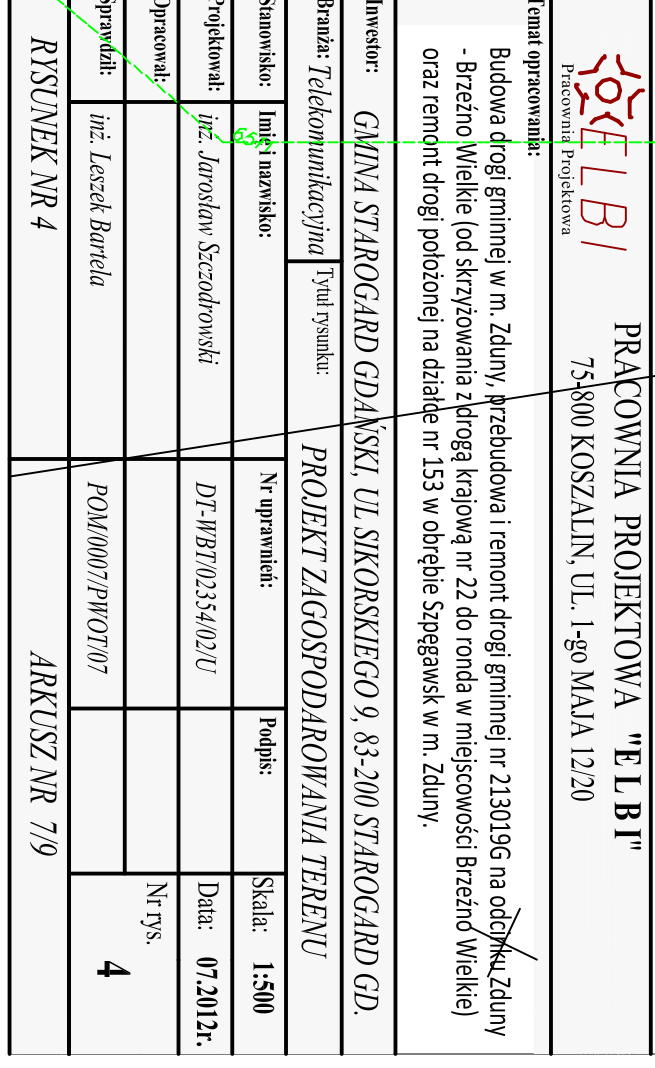 ELBI
Pracownia Projektowa
PRACOWNIA PROJEKTOWA "ELBI"
75-800 KOSZALIN, UL. 1-go MAJA 12/20
Temat opracowania:
Budowa drogi gminnej w m. Zduny, przebudowa i remont drogi gminnej nr 213019G na odcinku Zduny
- Brzeźno Wielkie (od skrzyżowania z drogą krajową nr 22 do ronda w miejscowości Brzeźno Wielkie)
oraz remont drogi położonej na działce nr 153 w obrębie Szpęgawsk w m. Zduny.
Inwestor: GMINA STAROGARD GDAŃSKI, UL SIKORSKIEGO 9, 83-200 STAROGARD GD.
Branża: Telekomunikacyjna Tytuł rysunku: PROJEKT ZAGOSPODAROWANIA TERENU
Stanowisko: Imię i nazwisko: Nr uprawnień: Podpis: Skala: 1:500
Projektował: inż. Jarosław Szczodrowski DT-WBT/02354/02/U Data: 07.2012r.
Opracował: Nr rys.
Sprawdził: inż. Leszek Bartela POM/0007/PWOT/07 4
RYSUNEK NR 4 ARKUSZ NR 7/9